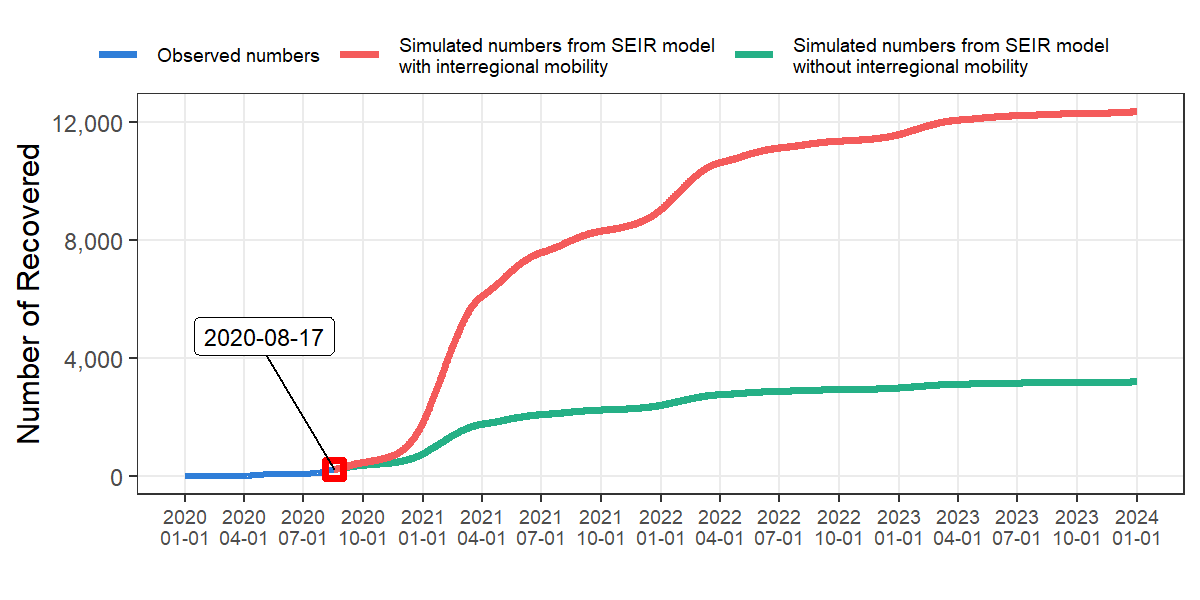 Observed numbers
Simulated numbers from SEIR model
with interregional mobility
Simulated numbers from SEIR model
without interregional mobility
Number of Recovered
12,000
8,000
4,000
0
2020-08-17
2020 2020 2020 2020 2021 2021 2021 2021 2022 2022 2022 2022 2023 2023 2023 2023 2024
01-01 04-01 07-01 10-01 01-01 04-01 07-01 10-01 01-01 04-01 07-01 10-01 01-01 04-01 07-01 10-01 01-01